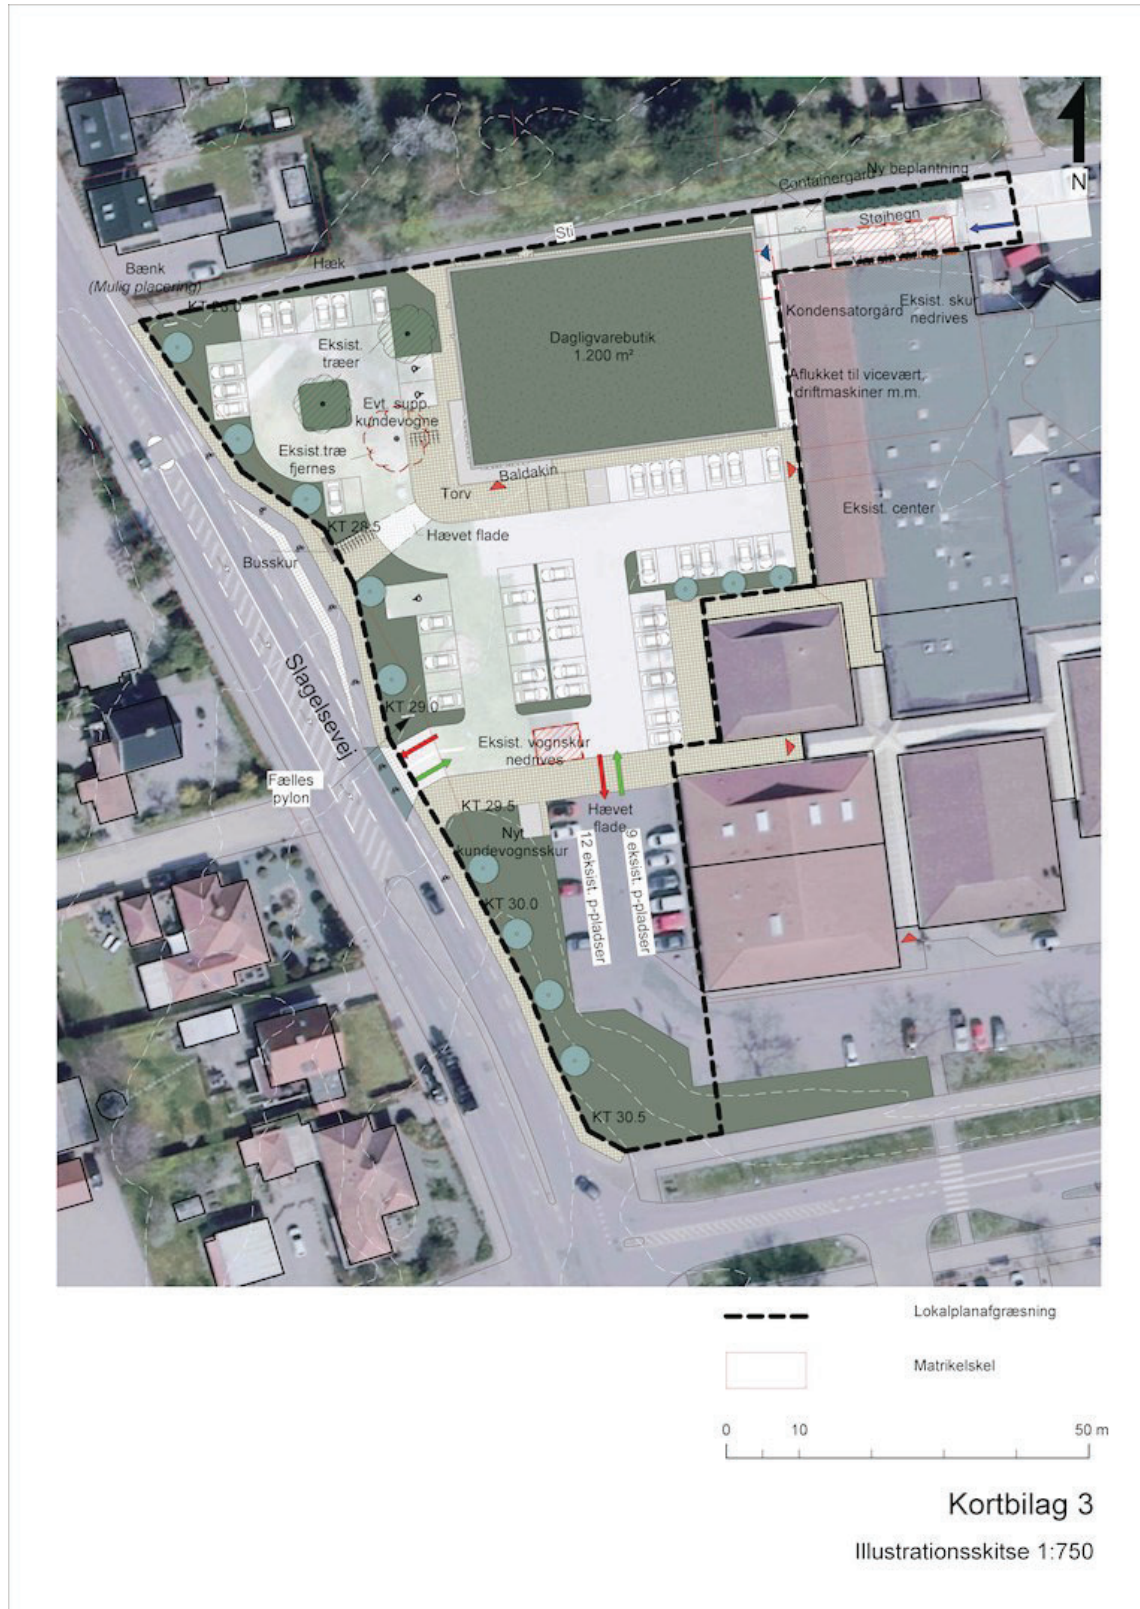 Ny beplantning
Containergård
N
Støjhegn
Sti
Varelevering
Bænk
(Mulig placering)
Hæk
KT 28.0
Kondensatorgård
Eksist. skur
nedrives
Dagligvarebutik
1.200 m²
Eksist.
træer
Aflukket til vicevært,
driftmaskiner m.m.
Evt. supp.
kundevogne
Eksist.træ
fjernes
Baldakin
Torv
Eksist. center
KT 28.5
Hævet flade
Busskur
Slagelsevej
KT 29.0
Eksist. vognskur
nedrives
Fælles
pylon
KT 29.5
Hævet
flade
Nyt
kundevognsskur
12 eksist. p-pladser
9 eksist. p-pladser
KT 30.0
KT 30.5
Lokalplanafgræsning
Matrikelskel
0 10 50 m
Kortbilag 3
Illustrationsskitse 1:750